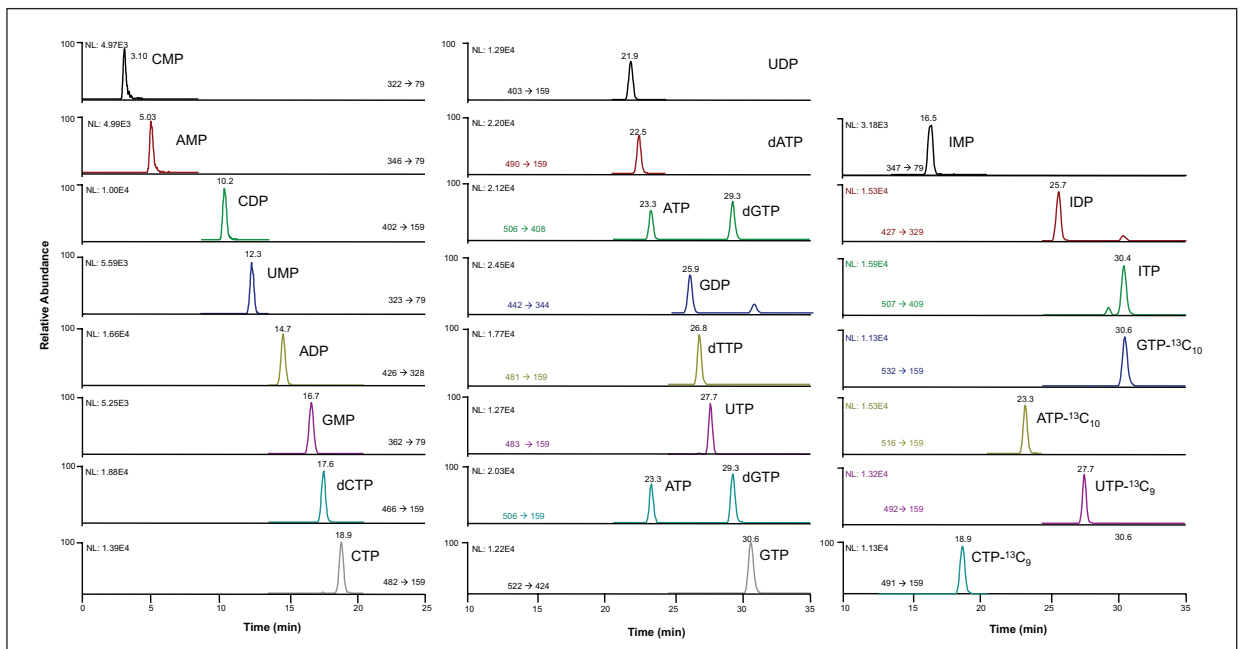 Relative Abundance
100
NL: 4.97E3
3.10
CMP
322 → 79
100
NL: 4.99E3
5.03
AMP
346 → 79
100
NL: 1.00E4
10.2
CDP
402 → 159
100
NL: 5.59E3
12.3
UMP
323 → 79
100
NL: 1.66E4
14.7
ADP
426 → 328
100
NL: 5.25E3
16.7
GMP
362 → 79
100
NL: 1.88E4
17.6
dCTP
466 → 159
100
NL: 1.39E4
18.9
CTP
482 → 159
0 5 10 15 20 25
Time (min)
100
NL: 1.29E4
21.9
UDP
403 → 159
100
NL: 2.20E4
22.5
dATP
490 → 159
100
NL: 2.12E4
23.3
ATP
29.3
dGTP
506 → 408
100
NL: 2.45E4
25.9
GDP
442 → 344
100
NL: 1.77E4
26.8
dTTP
481 → 159
100
NL: 1.27E4
27.7
UTP
483 → 159
100
NL: 2.03E4
23.3
ATP
29.3
dGTP
506 → 159
100
NL: 1.22E4
30.6
GTP
522 → 424
10 15 20 25 30 35
Time (min)
100
NL: 3.18E3
16.5
IMP
347 → 79
NL: 1.53E4
25.7
IDP
427 → 329
NL: 1.59E4
30.4
ITP
507 → 409
NL: 1.13E4
30.6
GTP-¹³C₁₀
532 → 159
NL: 1.53E4
23.3
ATP-¹³C₁₀
516 → 159
NL: 1.32E4
27.7
UTP-¹³C₉
492→ 159
30.6
100
NL: 1.13E4
18.9
CTP-¹³C₉
491 → 159
10 15 20 25 30 35
Time (min)